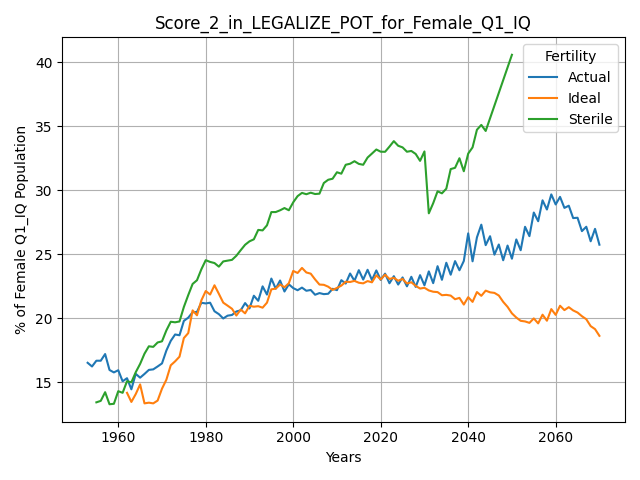 Score_2_in_LEGALIZE_POT_for_Female_Q1_IQ
% of Female Q1_IQ Population
40
35
30
25
20
15
Fertility
Actual
Ideal
Sterile
1960
1980
2000
2020
2040
2060
Years